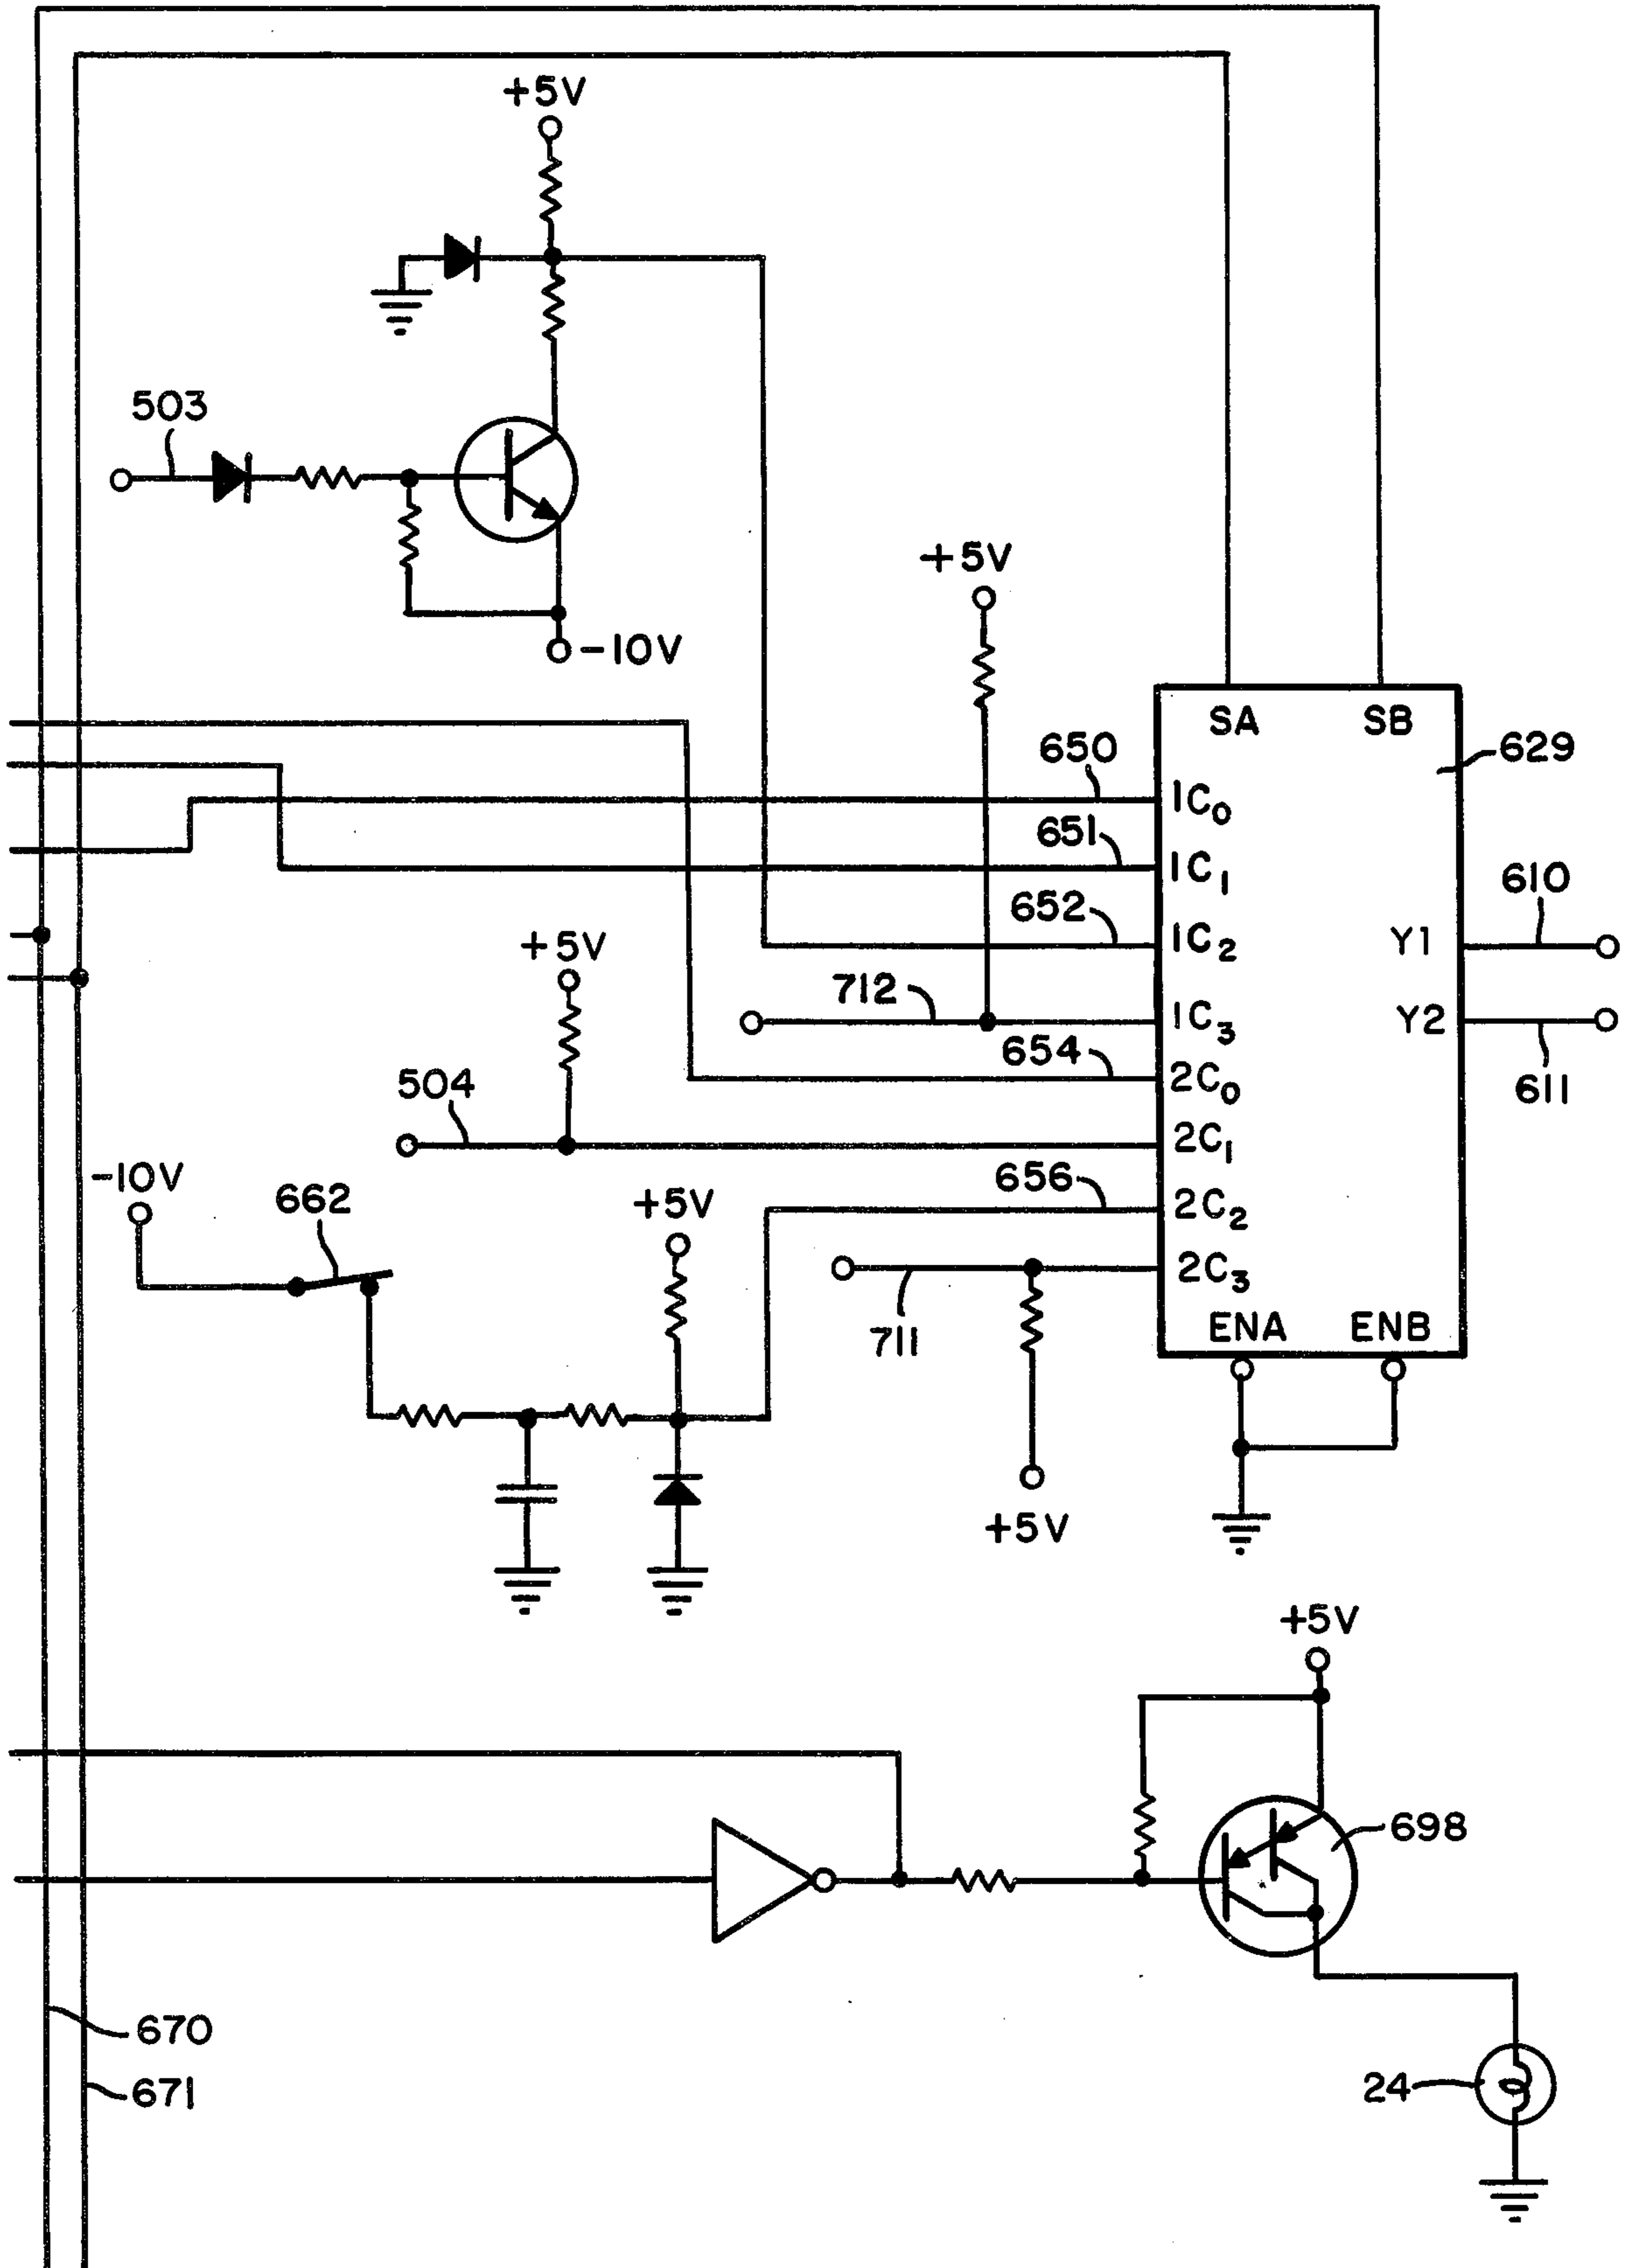 +5V
503
-10V
+5V
SA SB
629
650
1C0
651
1C1
652
1C2
610
Y1
+5V
712
1C3
Y2
654
2C0
611
504
2C1
-10V
662
+5V
656
2C2
2C3
711
ENA ENB
+5V
+5V
698
670
671
24